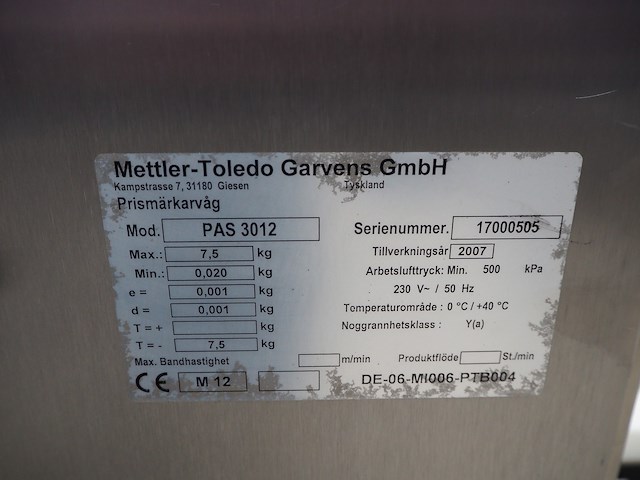 Mettler-Toledo Garvens GmbH
Kampstrasse 7, 31180 Giesen Tyskland
Prismärkarvåg
Mod. PAS 3012 Serienummer. 17000505
Max.: 7,5 kg Tillverkningsår 2007
Min.: 0,020 kg Arbetslufttryck: Min. 500 kPa
e = 0,001 kg 230 V~ / 50 Hz
d = 0,001 kg Temperaturområde : 0 °C / +40 °C
T = + kg Noggrannhetsklass : Y(a)
T = - 7,5 kg
Max. Bandhastighet m/min Produktflöde St./min
CE M 12 DE-06-MI006-PTB004